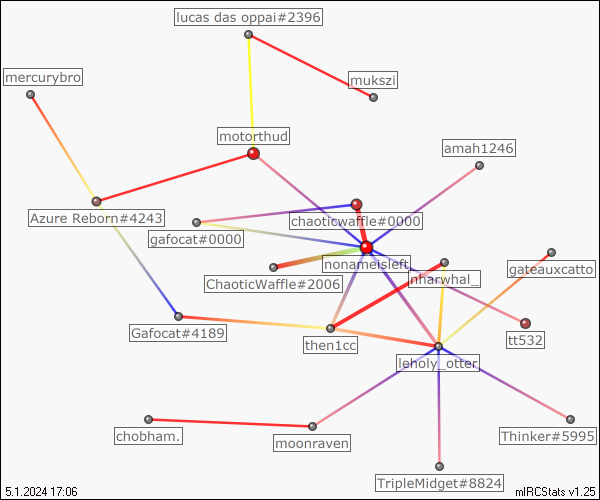 lucas das oppai#2396
mercurybro
mukszi
motorthud
amah1246
Azure Reborn#4243
chaoticwaffle#0000
gafocat#0000
nonameisleft
gateauxcatto
nharwhal_
ChaoticWaffle#2006
Gafocat#4189
then1cc
tt532
leholy_otter
chobham.
moonraven
Thinker#5995
TripleMidget#8824
5.1.2024 17:06
mIRCStats v1.25